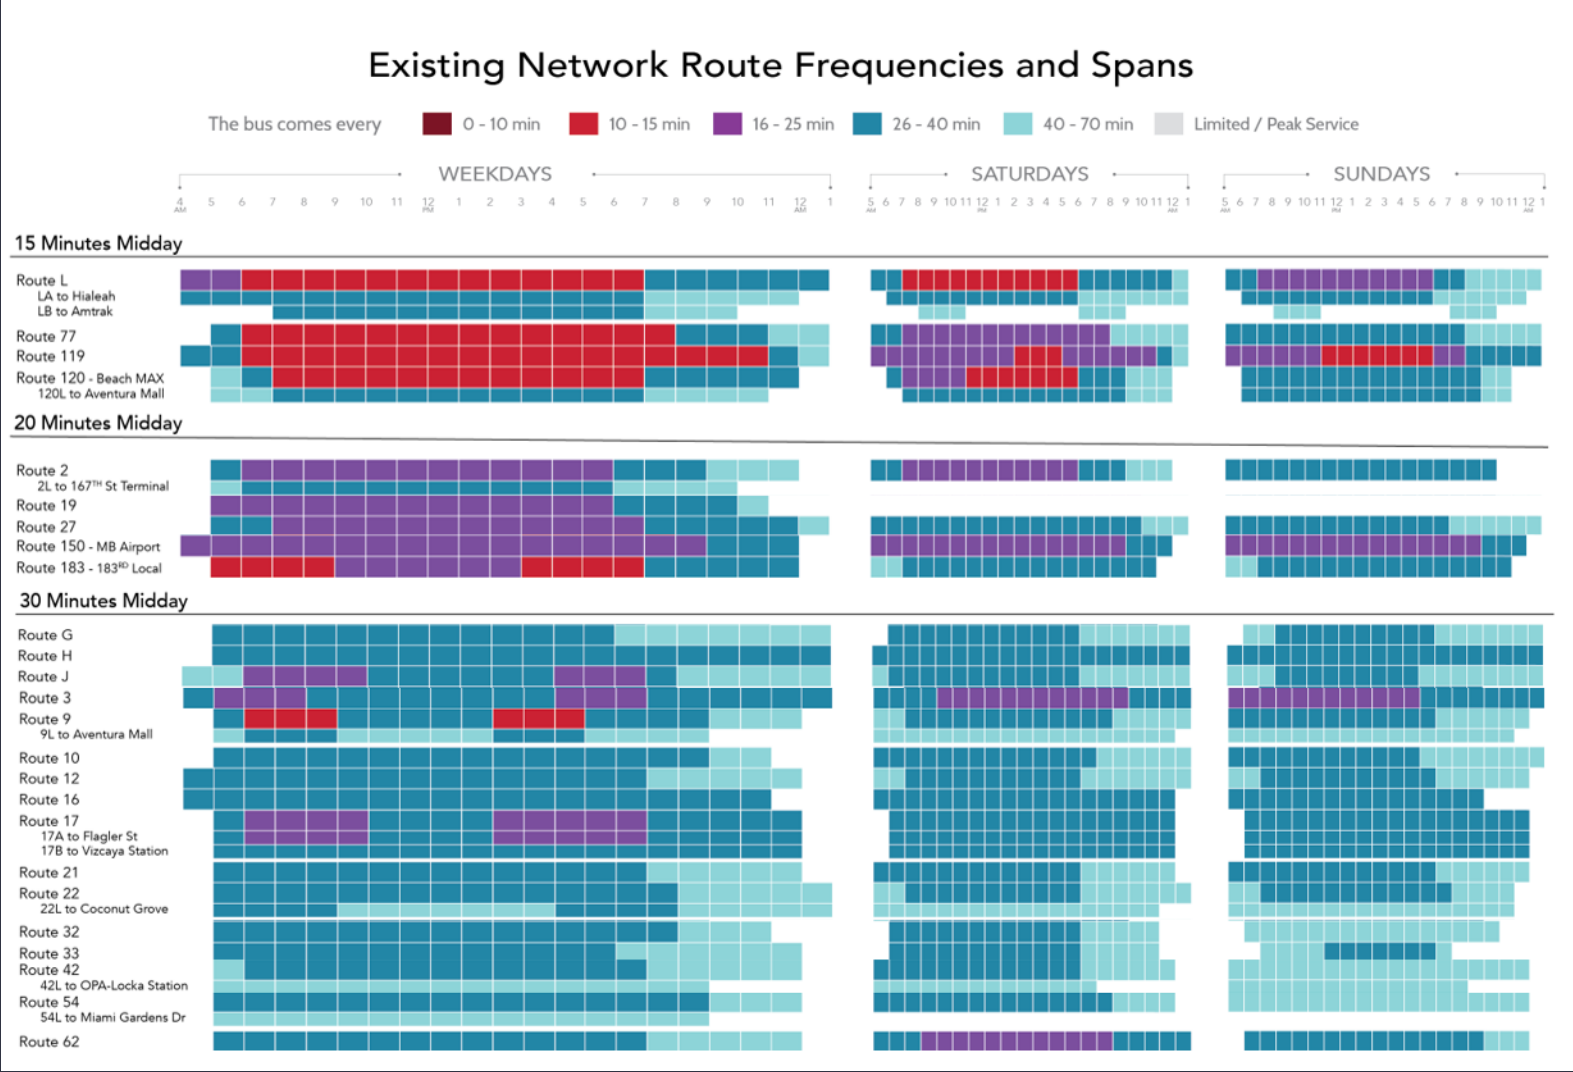 Existing Network Route Frequencies and Spans
The bus comes every 0 - 10 min 10 - 15 min 16 - 25 min 26 - 40 min 40 - 70 min Limited / Peak Service
WEEKDAYS SATURDAYS SUNDAYS
4 5 6 7 8 9 10 11 12 1 2 3 4 5 6 7 8 9 10 11 12 1 5 6 7 8 9 10 11 12 1 2 3 4 5 6 7 8 9 10 11 12 1 5 6 7 8 9 10 11 12 1 2 3 4 5 6 7 8 9 10 11 12 1
AM PM AM AM PM AM AM PM AM
15 Minutes Midday
Route L
LA to Hialeah
LB to Amtrak
Route 77
Route 119
Route 120 - Beach MAX
120L to Aventura Mall
20 Minutes Midday
Route 2
2L to 167TH St Terminal
Route 19
Route 27
Route 150 - MB Airport
Route 183 - 183RD Local
30 Minutes Midday
Route G
Route H
Route J
Route 3
Route 9
9L to Aventura Mall
Route 10
Route 12
Route 16
Route 17
17A to Flagler St
17B to Vizcaya Station
Route 21
Route 22
22L to Coconut Grove
Route 32
Route 33
Route 42
42L to OPA-Locka Station
Route 54
54L to Miami Gardens Dr
Route 62